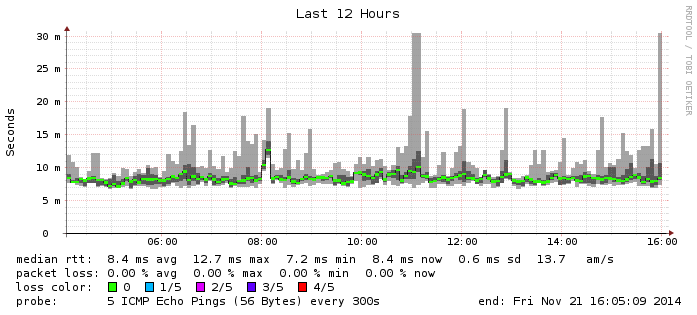 Last 12 Hours
RRDTOOL / TOBI OETIKER
Seconds
30 m
25 m
20 m
15 m
10 m
5 m
0
06:00 08:00 10:00 12:00 14:00 16:00
median rtt: 8.4 ms avg 12.7 ms max 7.2 ms min 8.4 ms now 0.6 ms sd 13.7 am/s
packet loss: 0.00 % avg 0.00 % max 0.00 % min 0.00 % now
loss color: 0 1/5 2/5 3/5 4/5
probe: 5 ICMP Echo Pings (56 Bytes) every 300s end: Fri Nov 21 16:05:09 2014